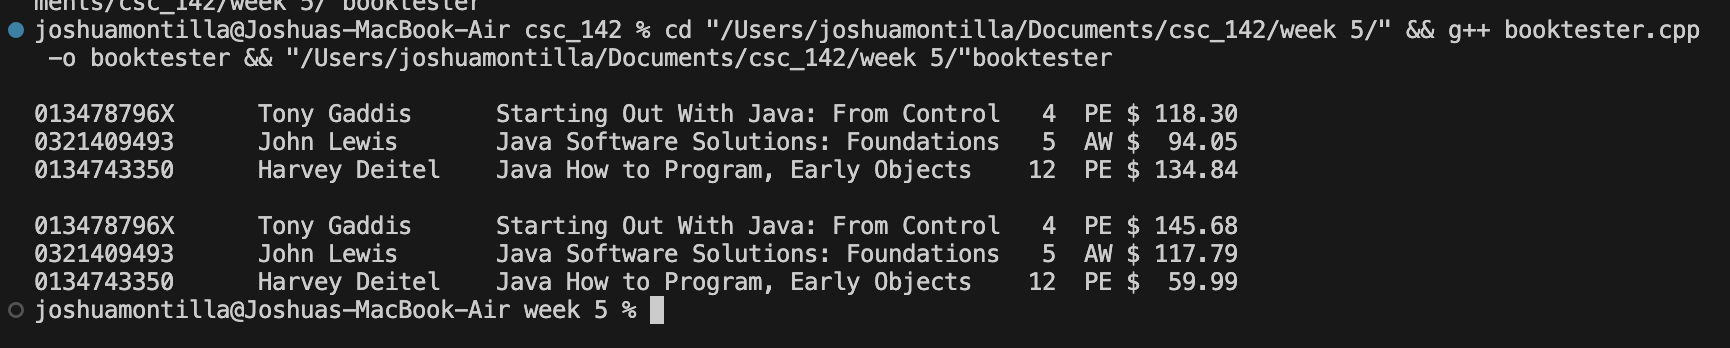 ments/csc_142/week 5/"booktester
joshuamontilla@Joshuas-MacBook-Air csc_142 % cd "/Users/joshuamontilla/Documents/csc_142/week 5/" && g++ booktester.cpp
-o booktester && "/Users/joshuamontilla/Documents/csc_142/week 5/"booktester
013478796X Tony Gaddis Starting Out With Java: From Control 4 PE $ 118.30
0321409493 John Lewis Java Software Solutions: Foundations 5 AW $ 94.05
0134743350 Harvey Deitel Java How to Program, Early Objects 12 PE $ 134.84
013478796X Tony Gaddis Starting Out With Java: From Control 4 PE $ 145.68
0321409493 John Lewis Java Software Solutions: Foundations 5 AW $ 117.79
0134743350 Harvey Deitel Java How to Program, Early Objects 12 PE $ 59.99
joshuamontilla@Joshuas-MacBook-Air week 5 %